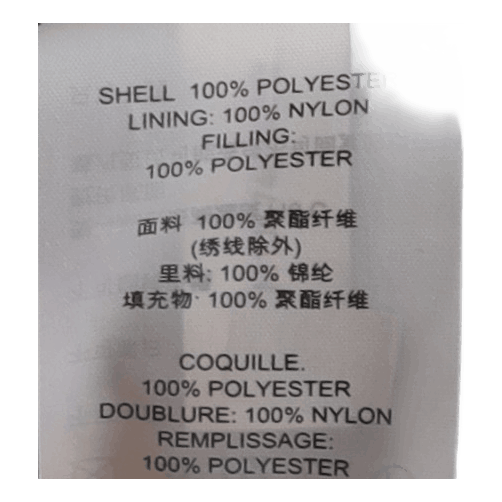 SHELL 100% POLYESTER
LINING: 100% NYLON
FILLING:
100% POLYESTER
面料 100% 聚酯纤维
(绣线除外)
里料: 100% 锦纶
填充物· 100% 聚酯纤维
COQUILLE.
100% POLYESTER
DOUBLURE: 100% NYLON
REMPLISSAGE:
100% POLYESTER